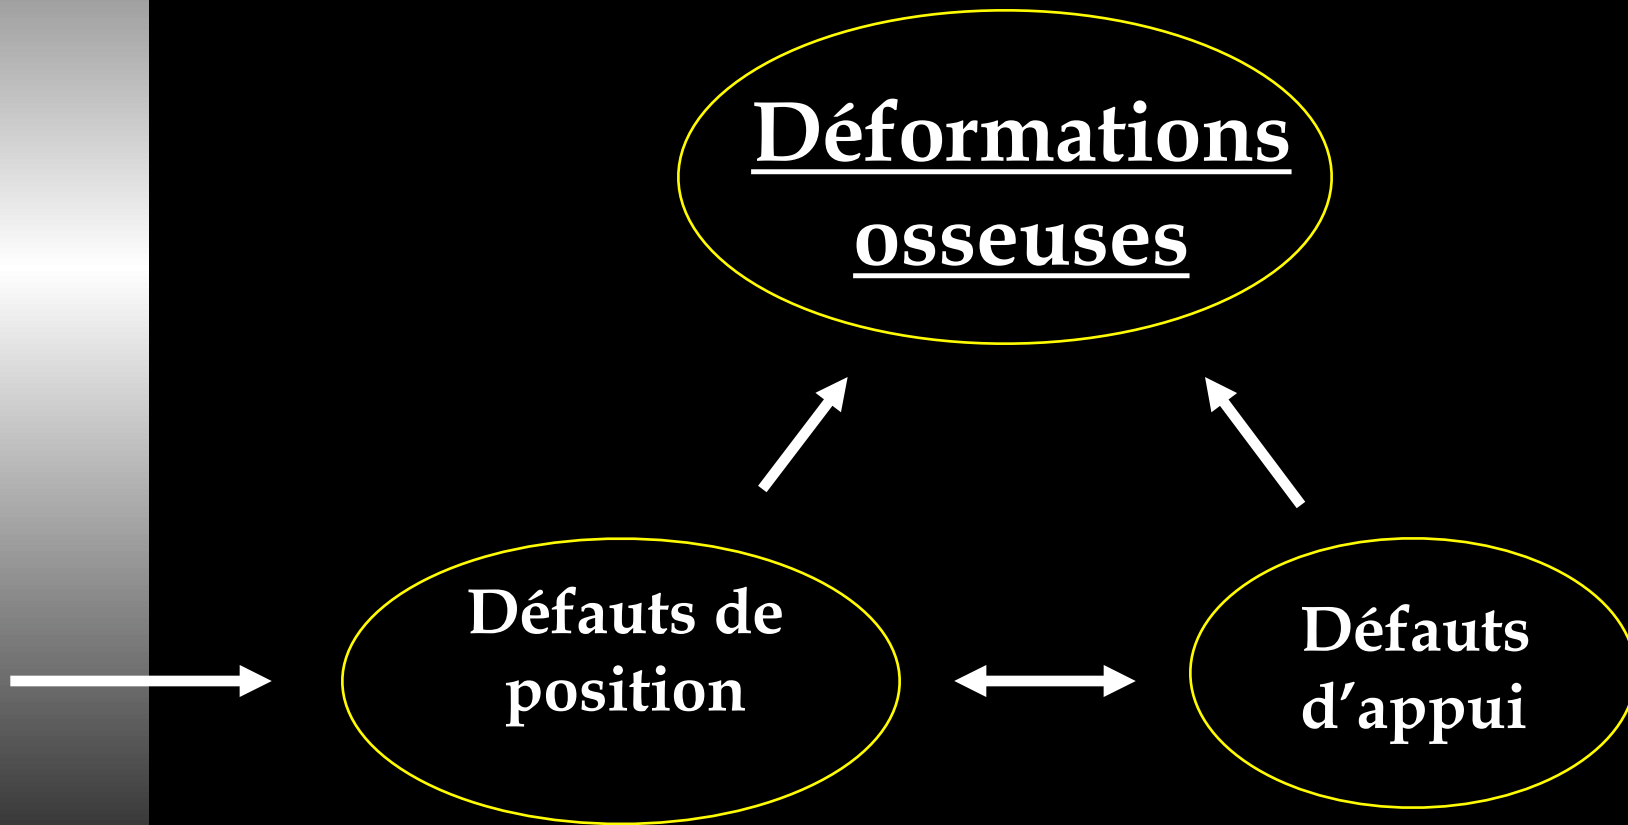 Déformations
osseuses
Défauts de
position
Défauts
d’appui